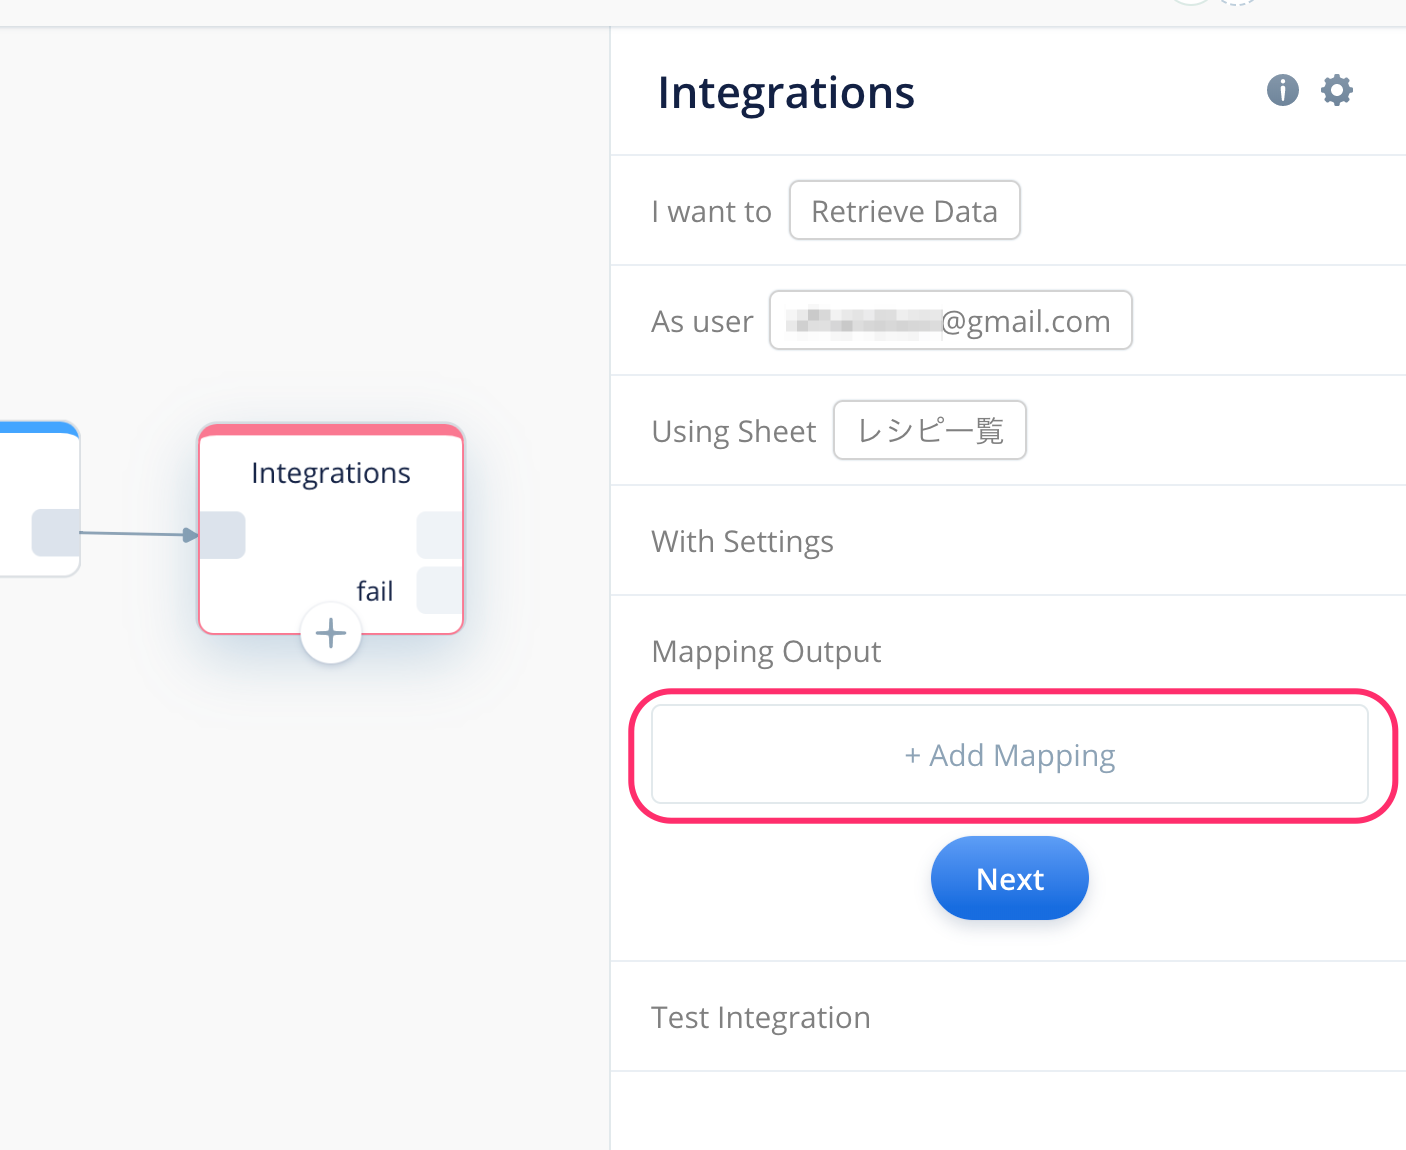 Integrations
I want to Retrieve Data
As user @gmail.com
Using Sheet レシピ一覧
With Settings
Integrations
fail
Mapping Output
+ Add Mapping
Next
Test Integration